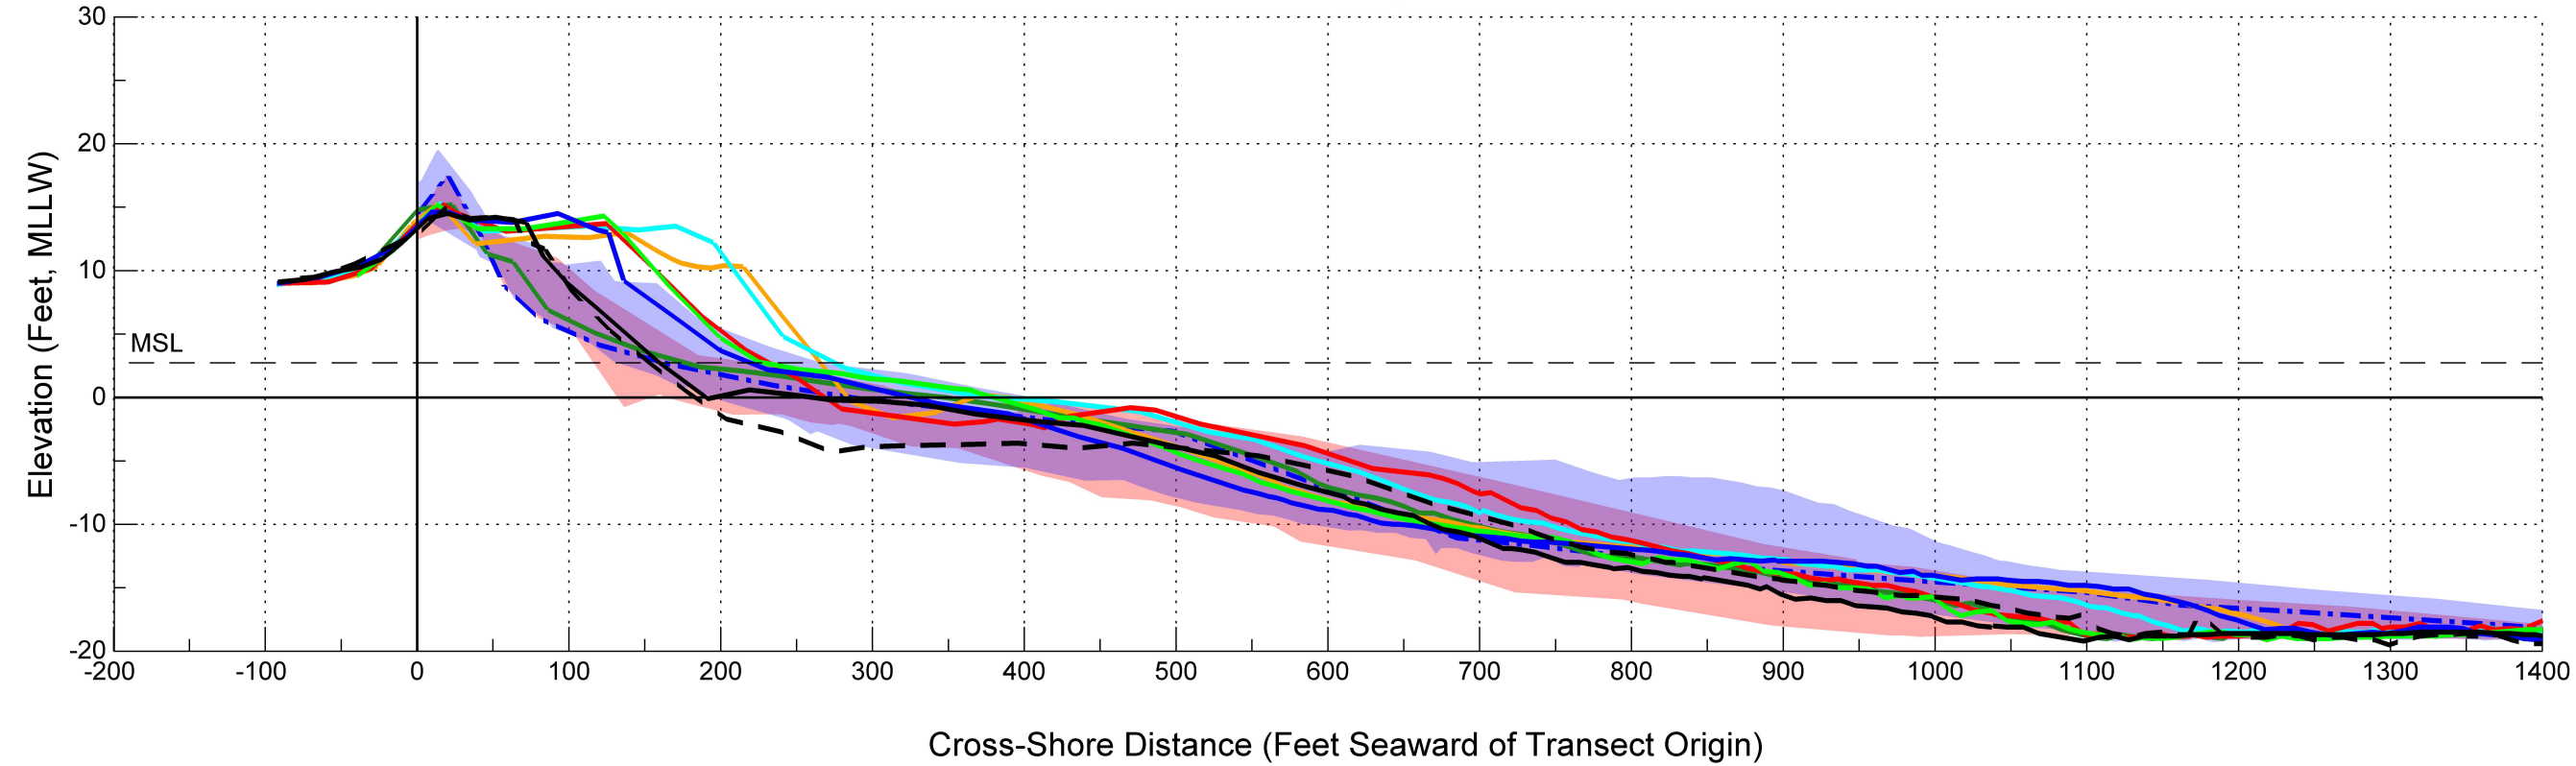 30
20
10
0
-10
-20
Elevation (Feet, MLLW)
MSL
-200 -100 0 100 200 300 400 500 600 700 800 900 1000 1100 1200 1300 1400
Cross-Shore Distance (Feet Seaward of Transect Origin)